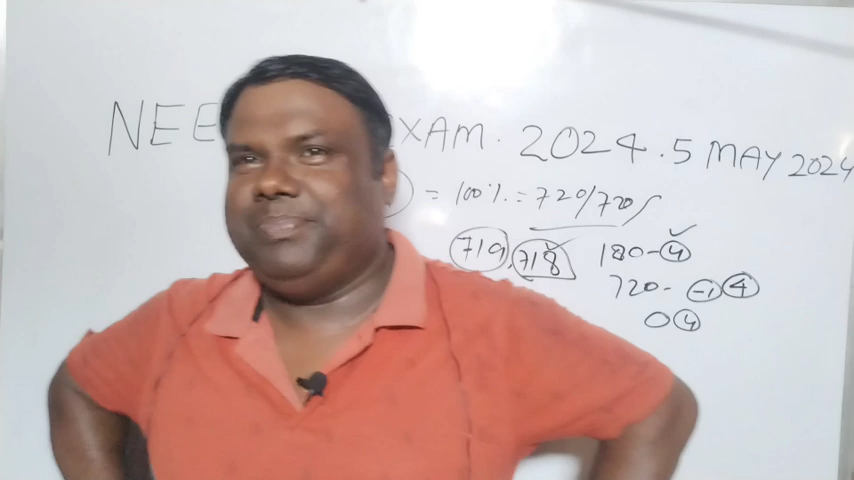 NEE XAM. 2024. 5 MAY 2024
= 100% = 720/720
719, 718 180-4
720- -1 4
0 4